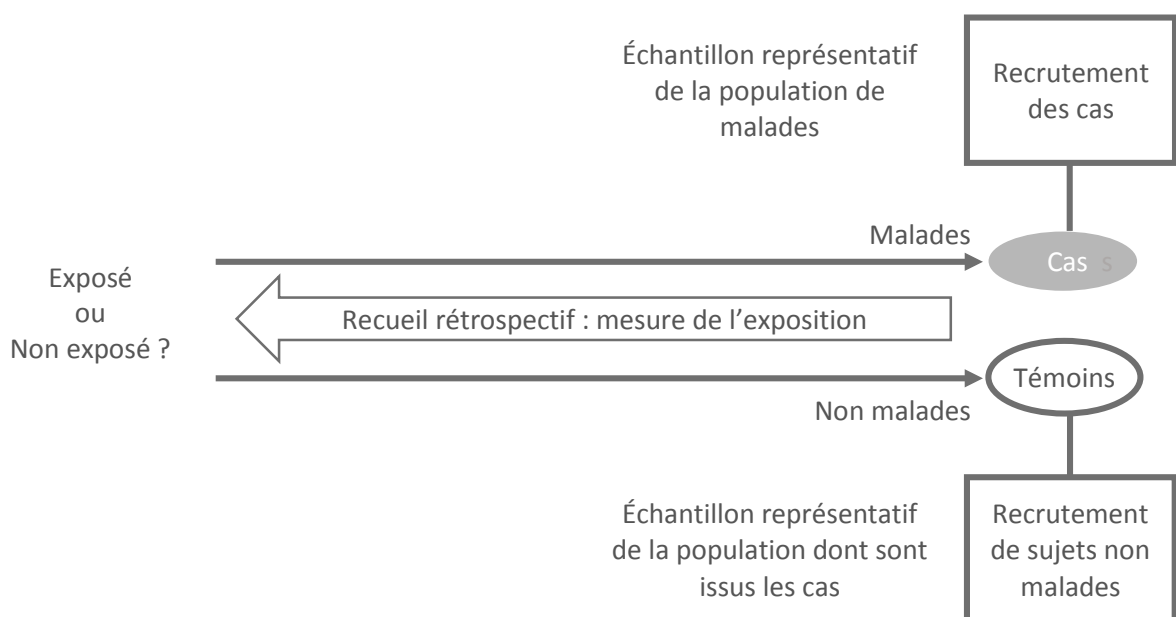 Échantillon représentatif
de la population de
malades
Recrutement
des cas
Malades
Cas s
Exposé
ou
Non exposé ?
Recueil rétrospectif : mesure de l’exposition
Témoins
Non malades
Échantillon représentatif
de la population dont sont
issus les cas
Recrutement
de sujets non
malades